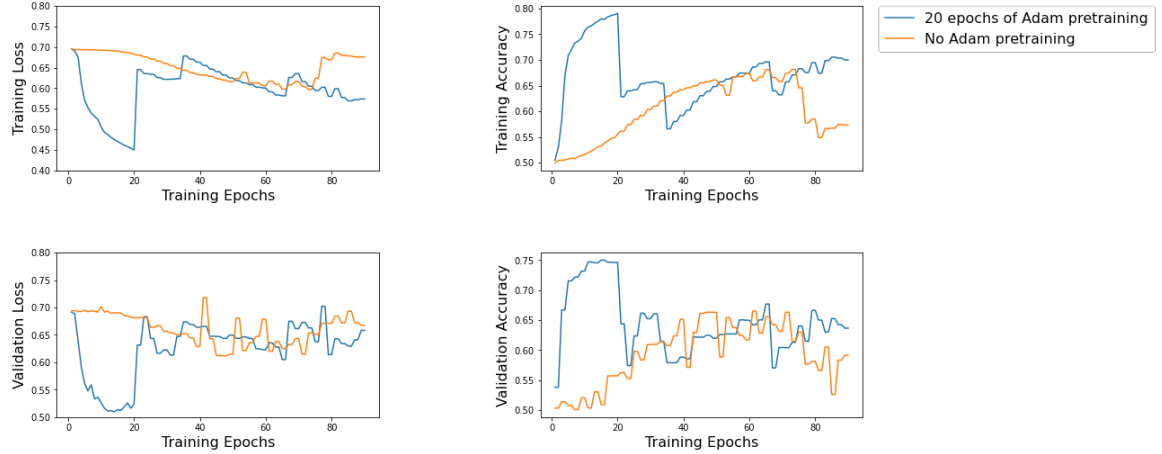 0.80
0.75
0.70
0.65
0.60
0.55
0.50
0.45
0.40
Training Loss
0 20 40 60 80
Training Epochs
0.80
0.75
0.70
0.65
0.60
0.55
0.50
Training Accuracy
0 20 40 60 80
Training Epochs
20 epochs of Adam pretraining
No Adam pretraining
0.80
0.75
0.70
0.65
0.60
0.55
0.50
Validation Loss
0 20 40 60 80
Training Epochs
0.75
0.70
0.65
0.60
0.55
0.50
Validation Accuracy
0 20 40 60 80
Training Epochs